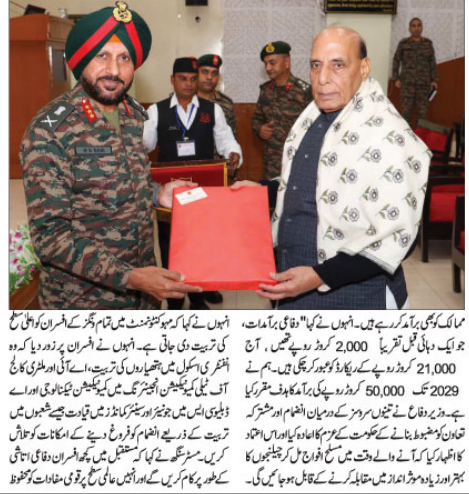 ممالک کو بھی برآمد کر رہے ہیں۔ انہوں نے کہا "دفاعی برآمدات،
جو ایک دہائی قبل تقریباً 2,000 کروڑ روپے تھیں، آج
21,000 کروڑ روپے کے ریکارڈ کو عبور کرچکی ہیں۔ ہم نے
2029 تک 50,000 کروڑ روپے کی برآمد کا ہدف مقرر کیا
ہے۔ وزیر دفاع نے تینوں سروسز کے درمیان انضمام اور مشترکہ
تعاون کو مضبوط بنانے کے حکومت کے عزم کا اعادہ کیا اور اس اعتماد
کا اظہار کیا کہ آنے والے وقت میں مسلح افواج مل کر چیلنجوں کا
بہتر اور زیادہ موثر انداز میں مقابلہ کرنے کے قابل ہو جائیں گی۔
انہوں نے کہا کہ مہو کنٹونمنٹ میں تمام ونگز کے افسران کو اعلیٰ سطح
کی تربیت دی جاتی ہے۔ انہوں نے افسران پر زور دیا کہ وہ
انفنٹری اسکول میں ہتھیاروں کی تربیت، اے آئی اور ملٹری کالج
آف ٹیلی کمیونیکیشن انجینئرنگ میں کمیونیکیشن ٹیکنالوجی اور اے
ڈبلیو سی ایس میں جونیئر اور سینئر کمانڈز میں قیادت جیسے شعبوں میں
تربیت کے ذریعے انضمام کو فروغ دینے کے امکانات کو تلاش
کریں۔ مسٹر سنگھ نے کہا کہ مستقبل میں کچھ افسران دفاعی اتاشی
کے طور پر کام کریں گے اور انہیں عالمی سطح پر قومی مفادات کو محفوظ